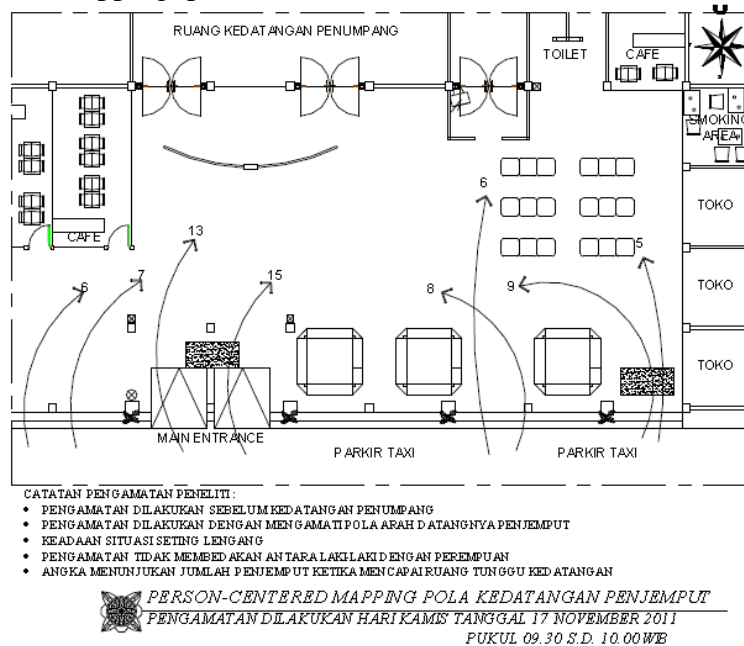 RUANG KEDATANGAN PENUMPANG
TOILET
CAFE
SMOKING
AREA
TOKO
CAFE
6
13
6
7
15
8
9
5
TOKO
TOKO
MAIN ENTRANCE
PARKIR TAXI
PARKIR TAXI
CATATAN PENGAMATAN PENELITI:
• PENGAMATAN DILAKUKAN SEBELUM KEDATANGAN PENUMPANG
• PENGAMATAN DILAKUKAN DENGAN MENGAMATI POLA ARAH DATANGNYA PENJEMPUT
• KEADAAN SITUASI SETING LENGANG
• PENGAMATAN TIDAK MEMBEDAKAN ANTARA LAKI-LAKI DENGAN PEREMPUAN
• ANGKA MENUNJUKAN JUMLAH PENJEMPUT KETIKA MENCAPAI RUANG TUNGGU KEDATANGAN
PERSON-CENTERED MAPPING POLA KEDATANGAN PENJEMPUT
PENGAMATAN DILAKUKAN HARI KAMIS TANGGAL 17 NOVEMBER 2011
PUKUL 09.30 S.D. 10.00 WIB